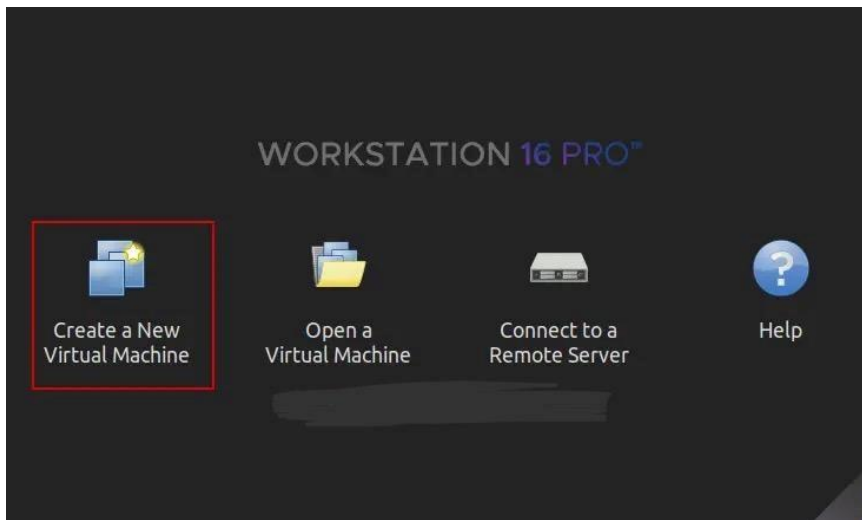 WORKSTATION 16 PRO™
Create a New
Virtual Machine
Open a
Virtual Machine
Connect to a
Remote Server
Help